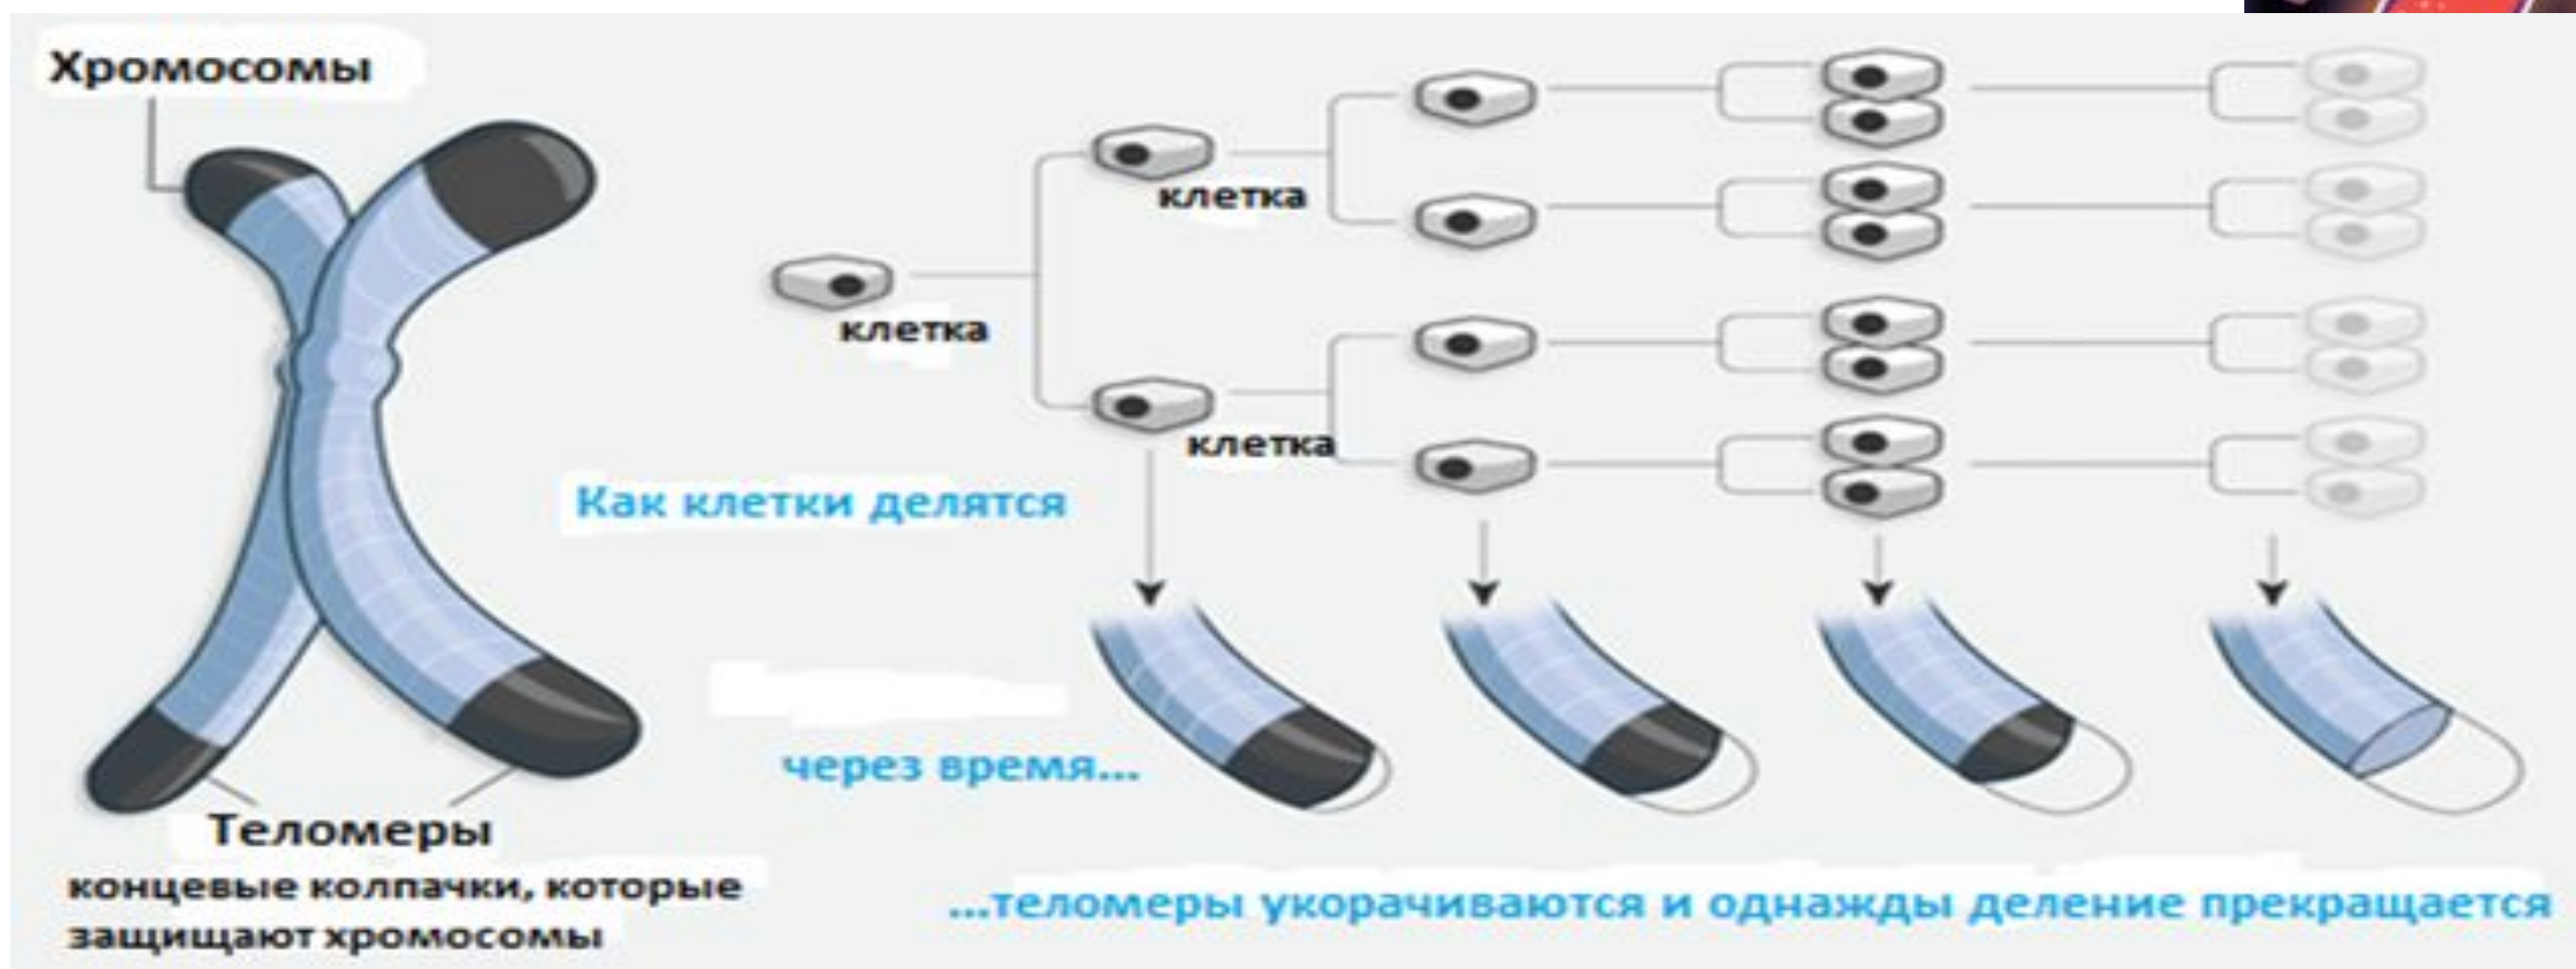 Хромосомы
клетка
клетка
клетка
Как клетки делятся
через время...
Теломеры
концевые колпачки, которые
защищают хромосомы
...теломеры укорачиваются и однажды деление прекращается